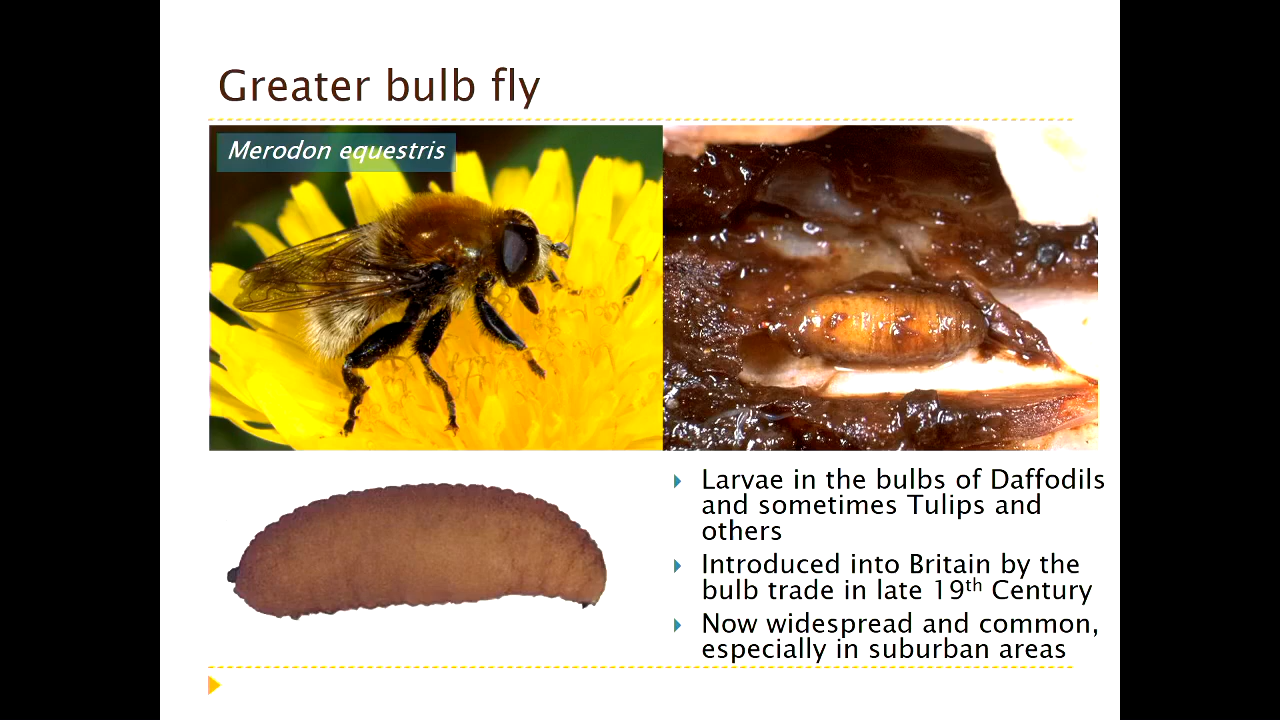 Greater bulb fly
Merodon equestris
Larvae in the bulbs of Daffodils
and sometimes Tulips and
others
Introduced into Britain by the
bulb trade in late 19th Century
Now widespread and common,
especially in suburban areas